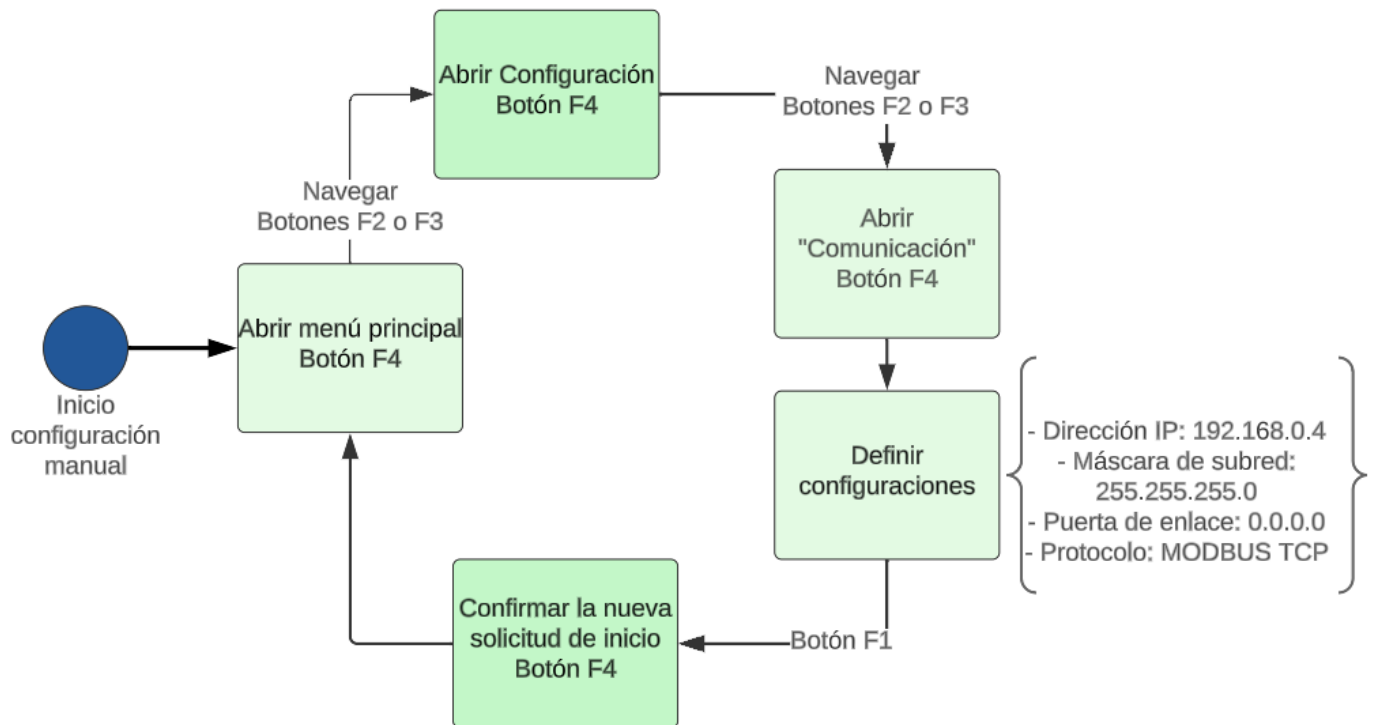 Inicio
configuración
manual
Abrir menú principal
Botón F4
Navegar
Botones F2 o F3
Abrir Configuración
Botón F4
Navegar
Botones F2 o F3
Abrir
"Comunicación"
Botón F4
Definir
configuraciones
- Dirección IP: 192.168.0.4
- Máscara de subred:
255.255.255.0
- Puerta de enlace: 0.0.0.0
- Protocolo: MODBUS TCP
Botón F1
Confirmar la nueva
solicitud de inicio
Botón F4